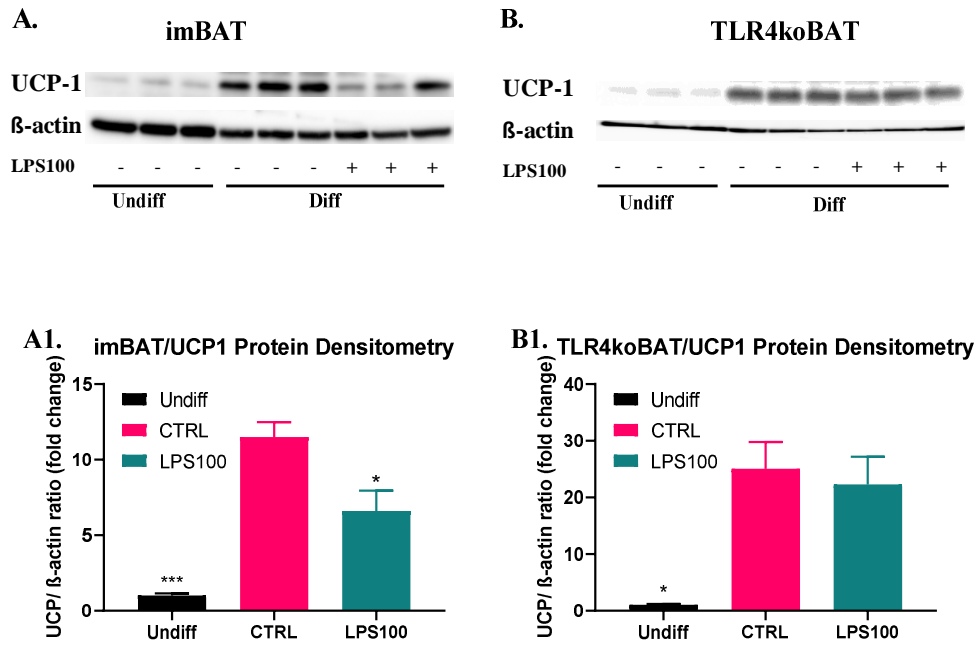 A.
imBAT
UCP-1
ß-actin
LPS100 - - - - - - + + +
Undiff Diff
B.
TLR4koBAT
UCP-1
ß-actin
LPS100 - - - - - - + + +
Undiff Diff
A1.
imBAT/UCP1 Protein Densitometry
UCP/ ß-actin ratio (fold change)
15
10
5
0
Undiff
CTRL
LPS100
***
*
Undiff CTRL LPS100
B1.
TLR4koBAT/UCP1 Protein Densitometry
UCP/ ß-actin ratio (fold change)
40
30
20
10
0
Undiff
CTRL
LPS100
*
Undiff CTRL LPS100